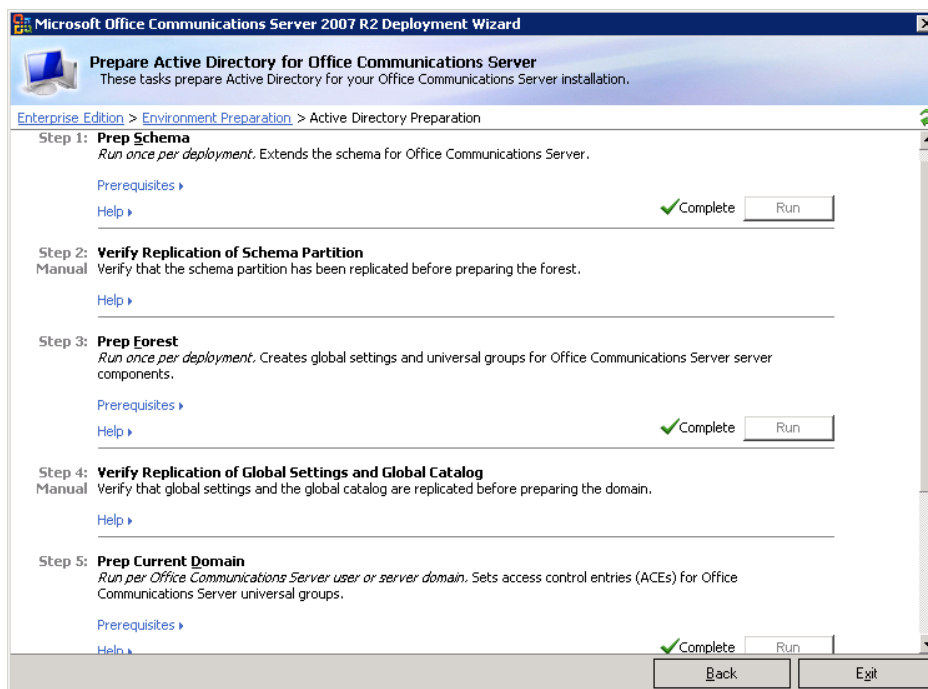 Microsoft Office Communications Server 2007 R2 Deployment Wizard
Prepare Active Directory for Office Communications Server
These tasks prepare Active Directory for your Office Communications Server installation.
Enterprise Edition > Environment Preparation > Active Directory Preparation
Step 1: Prep Schema
Run once per deployment. Extends the schema for Office Communications Server.
Prerequisites
Help
Complete Run
Step 2: Verify Replication of Schema Partition
Manual Verify that the schema partition has been replicated before preparing the forest.
Help
Step 3: Prep Forest
Run once per deployment. Creates global settings and universal groups for Office Communications Server server
components.
Prerequisites
Help
Complete Run
Step 4: Verify Replication of Global Settings and Global Catalog
Manual Verify that global settings and the global catalog are replicated before preparing the domain.
Help
Step 5: Prep Current Domain
Run per Office Communications Server user or server domain. Sets access control entries (ACEs) for Office
Communications Server universal groups.
Prerequisites
Help
Complete Run
Back Exit